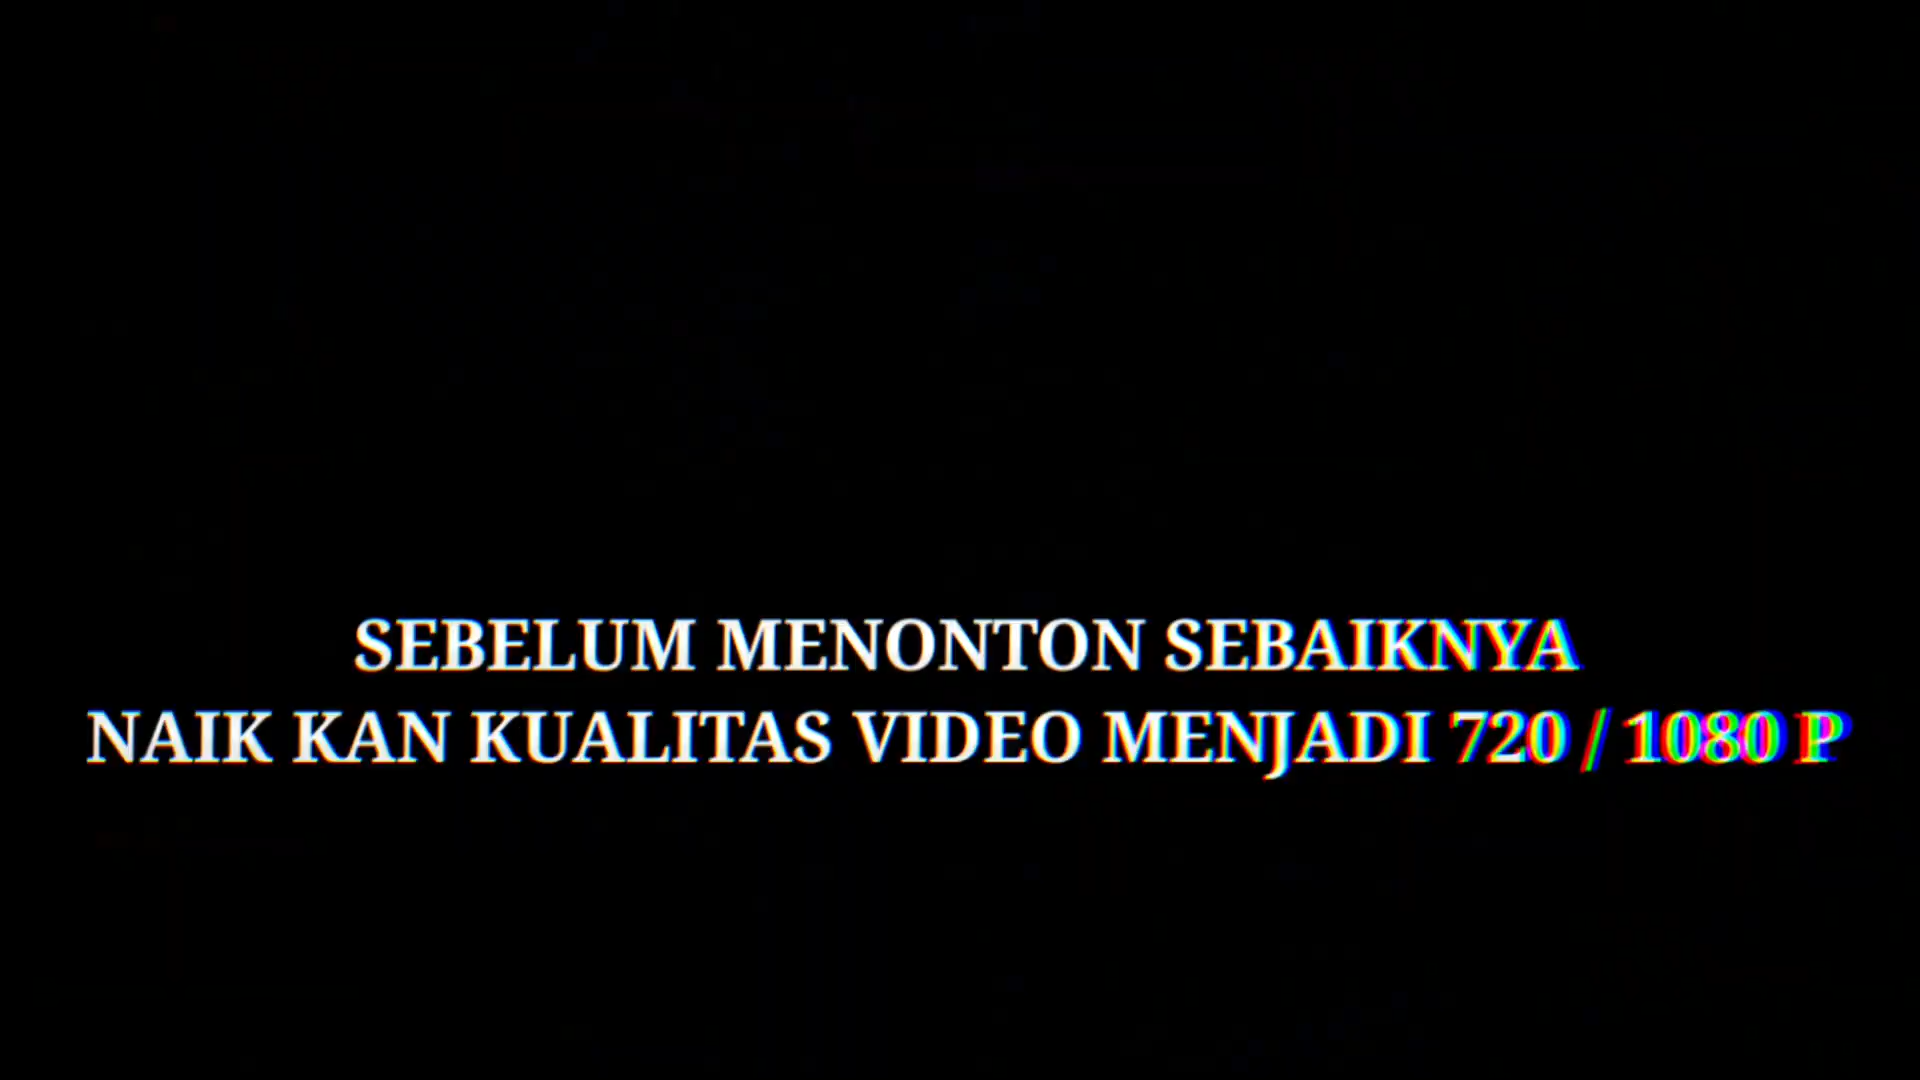 SEBELUM MENONTON SEBAIKNYA
NAIK KAN KUALITAS VIDEO MENJADI 720 / 1080 P